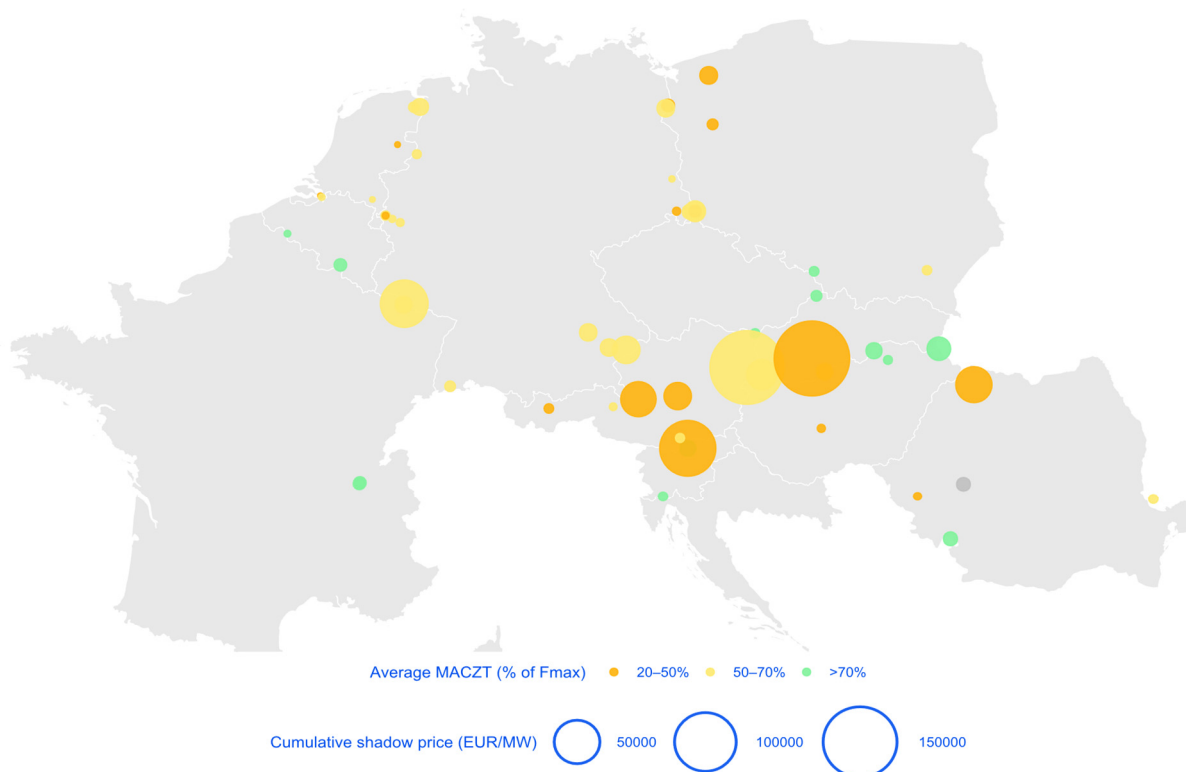 Average MACZT (% of Fmax) 20–50% 50–70% >70%
Cumulative shadow price (EUR/MW) 50000 100000 150000